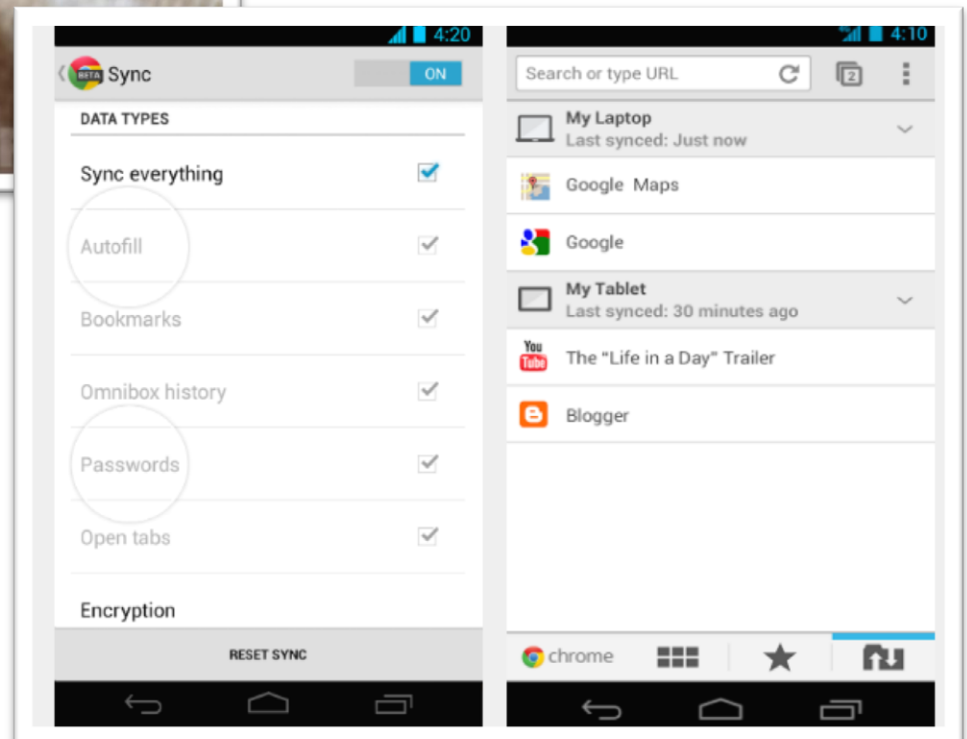 4:20
BETA Sync ON
DATA TYPES
Sync everything
Autofill
Bookmarks
Omnibox history
Passwords
Open tabs
Encryption
RESET SYNC
4G 4:10
Search or type URL 2
My Laptop
Last synced: Just now
Google Maps
Google
My Tablet
Last synced: 30 minutes ago
You Tube The "Life in a Day" Trailer
Blogger
chrome